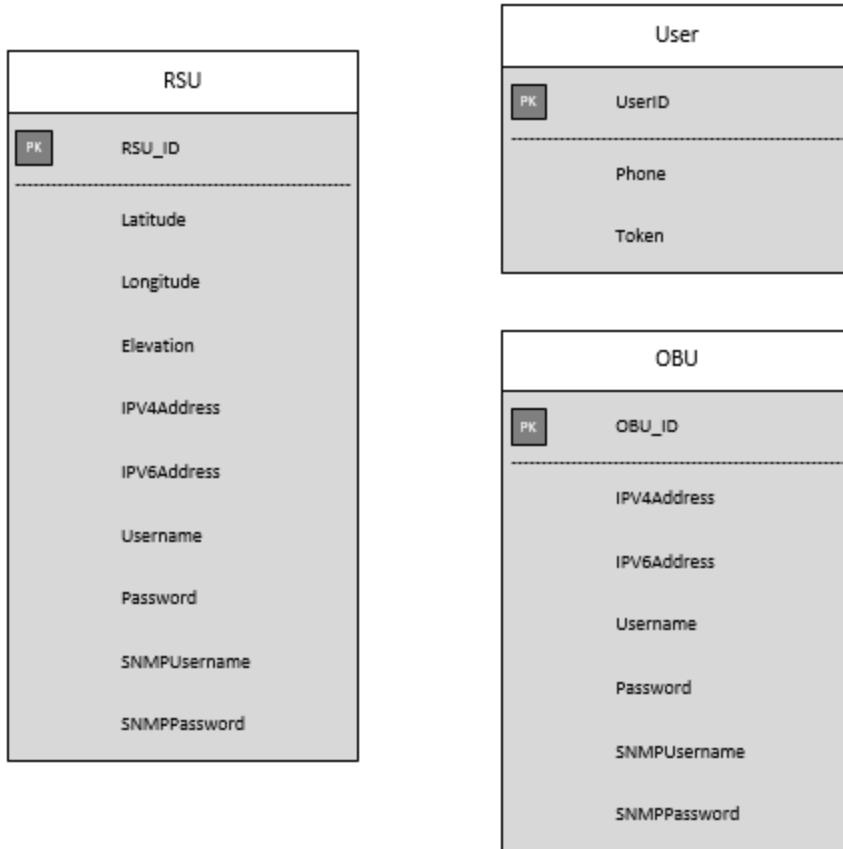 RSU
PK RSU_ID
Latitude
Longitude
Elevation
IPV4Address
IPV6Address
Username
Password
SNMPUsername
SNMPPassword
User
PK UserID
Phone
Token
OBU
PK OBU_ID
IPV4Address
IPV6Address
Username
Password
SNMPUsername
SNMPPassword